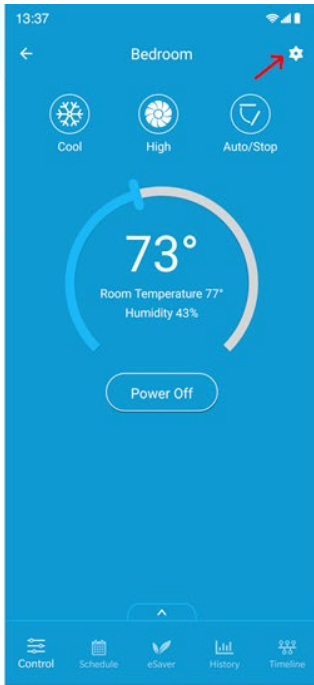 13:37
Bedroom
Cool High Auto/Stop
73°
Room Temperature 77°
Humidity 43%
Power Off
Control Schedule eSaver History Timeline